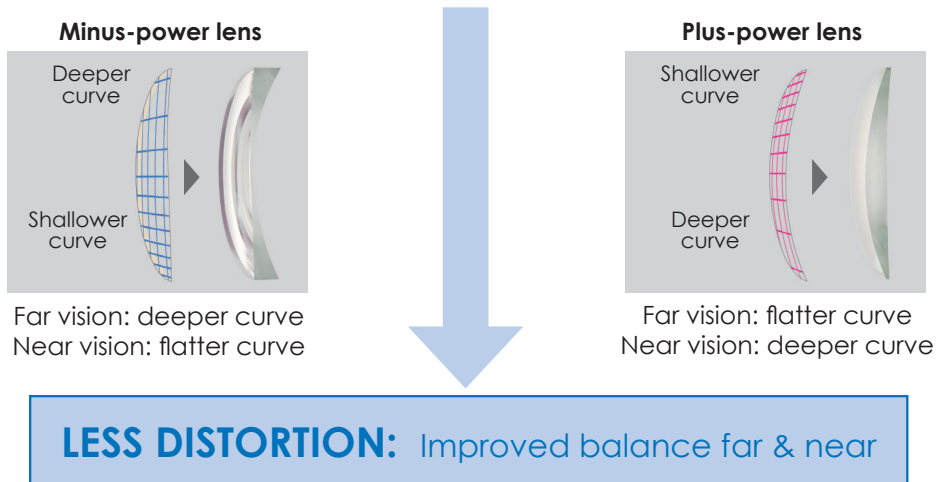 Minus-power lens
Deeper
curve
Shallower
curve
Far vision: deeper curve
Near vision: flatter curve
Plus-power lens
Shallower
curve
Deeper
curve
Far vision: flatter curve
Near vision: deeper curve
LESS DISTORTION: Improved balance far & near